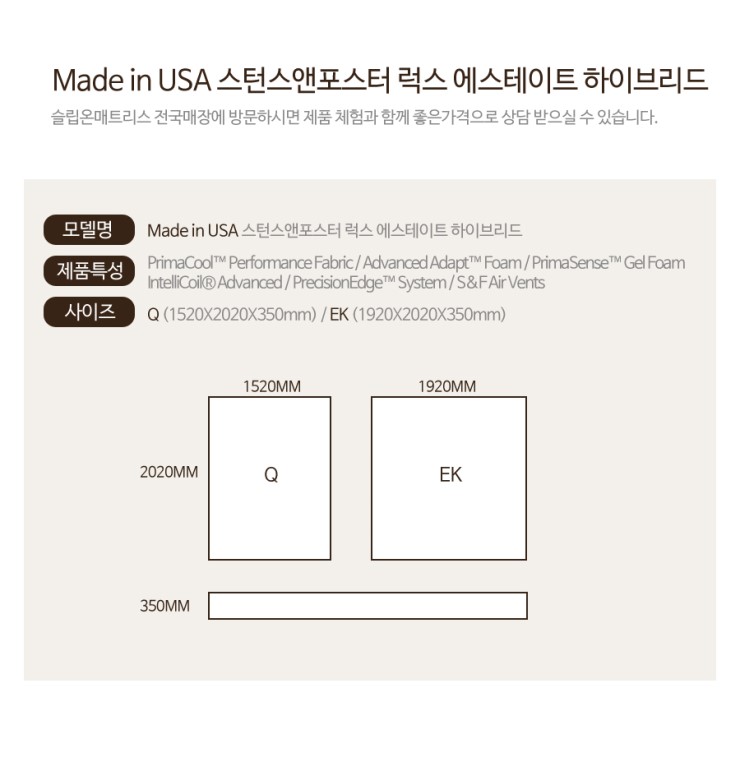 Made in USA 스턴스앤포스터 럭스 에스테이트 하이브리드
슬립온매트리스 전국매장에 방문하시면 제품 체험과 함께 좋은가격으로 상담 받으실 수 있습니다.
모델명 Made in USA 스턴스앤포스터 럭스 에스테이트 하이브리드
제품특성 PrimaCool™ Performance Fabric / Advanced Adapt™ Foam / PrimaSense™ Gel Foam
IntelliCoil® Advanced / PrecisionEdge™ System / S & F Air Vents
사이즈 Q (1520X2020X350mm) / EK (1920X2020X350mm)
1520MM 1920MM
2020MM Q EK
350MM